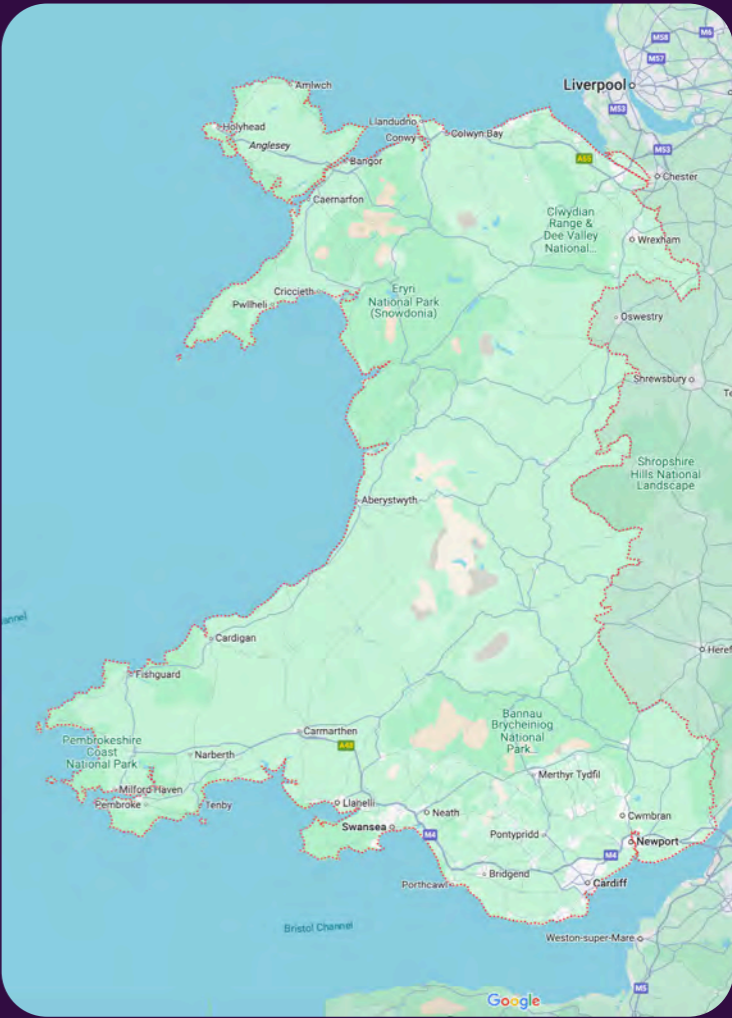 M58
M6
M57
Liverpool
M53
Amlwch
Holyhead
Anglesey
Llandudno
Conwy
Colwyn Bay
Bangor
A55
M53
Chester
Caernarfon
Clwydian
Range &
Dee Valley
National...
Wrexham
Criccieth
Pwllheli
Eryri
National Park
(Snowdonia)
Oswestry
Shrewsbury
Te
Shropshire
Hills National
Landscape
Aberystwyth
annel
Cardigan
Heref
Fishguard
Bannau
Brycheiniog
National
Park...
Pembrokeshire
Coast
National Park
Carmarthen
A48
Narberth
Merthyr Tydfil
Milford Haven
Pembroke
Tenby
Llanelli
Neath
Cwmbran
Swansea
M4
Pontypridd
Newport
M4
Bridgend
Porthcawl
Cardiff
Bristol Channel
Weston-super-Mare
M5
Google